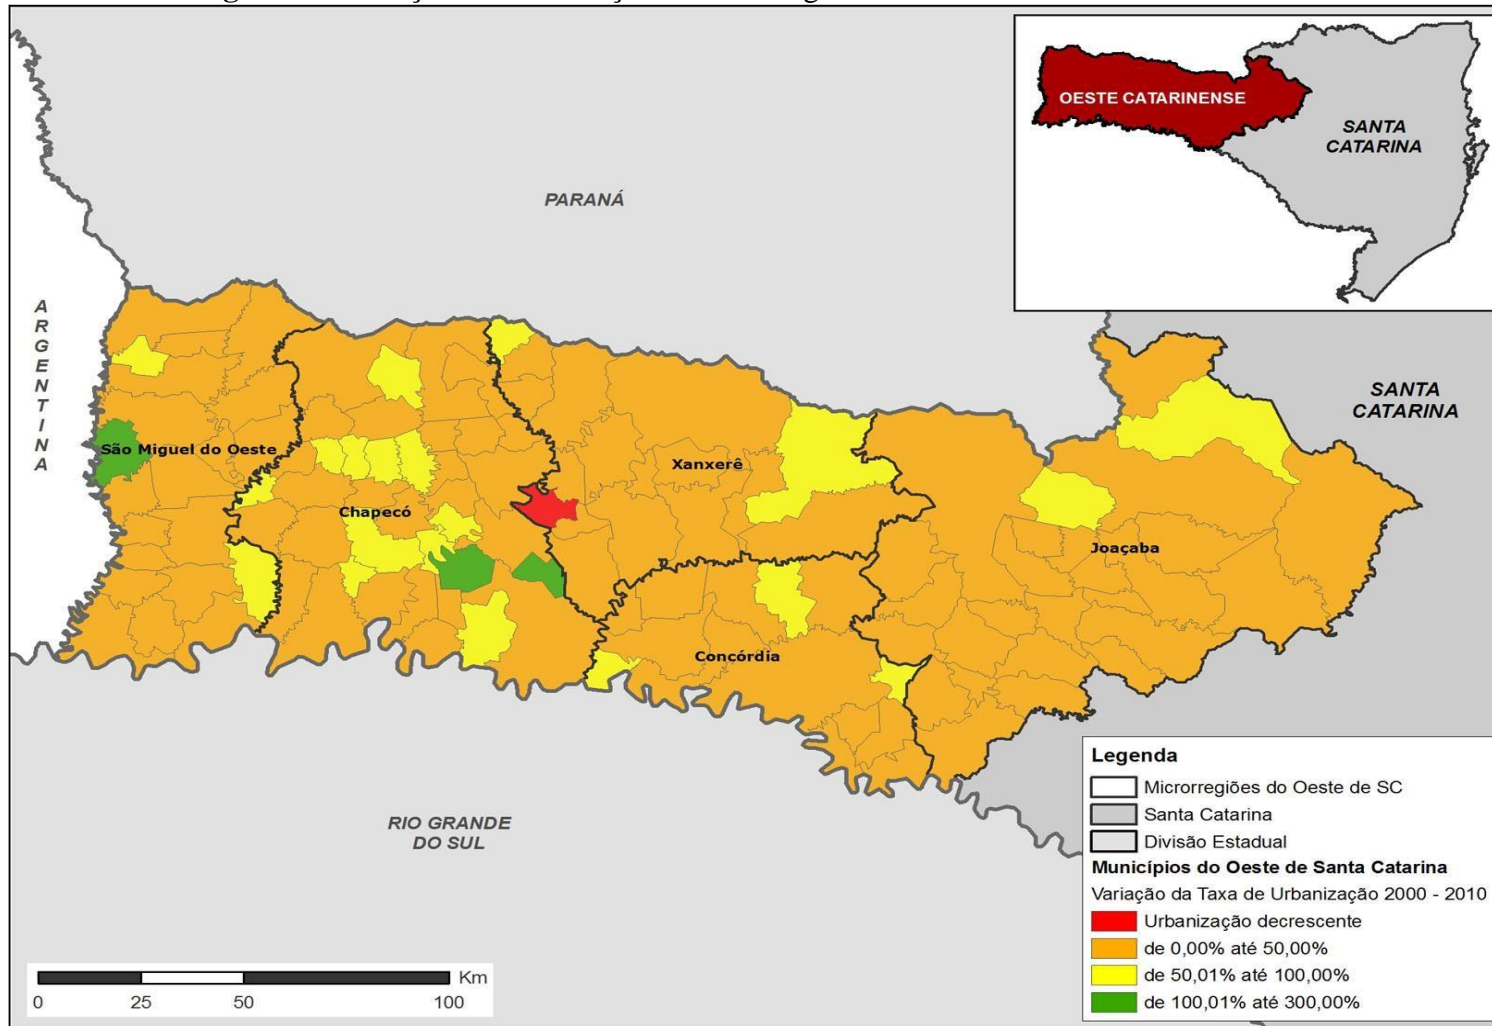 OESTE CATARINENSE
SANTA
CATARINA
PARANÁ
ARGENTINA
SANTA
CATARINA
São Miguel do Oeste
Xanxerê
Chapecó
Joaçaba
Concórdia
RIO GRANDE
DO SUL
Legenda
Microrregiões do Oeste de SC
Santa Catarina
Divisão Estadual
Municípios do Oeste de Santa Catarina
Variação da Taxa de Urbanização 2000 - 2010
Urbanização decrescente
de 0,00% até 50,00%
de 50,01% até 100,00%
de 100,01% até 300,00%
Km
0 25 50 100